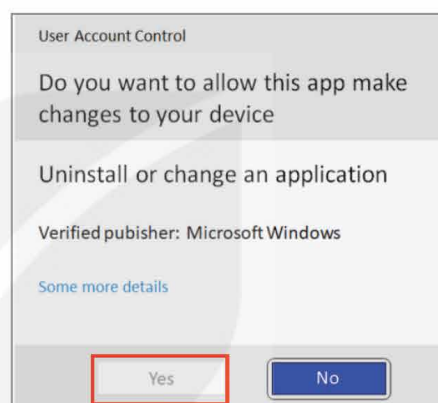 User Account Control
Do you want to allow this app make
changes to your device
Uninstall or change an application
Verified pubisher: Microsoft Windows
Some more details
Yes
No